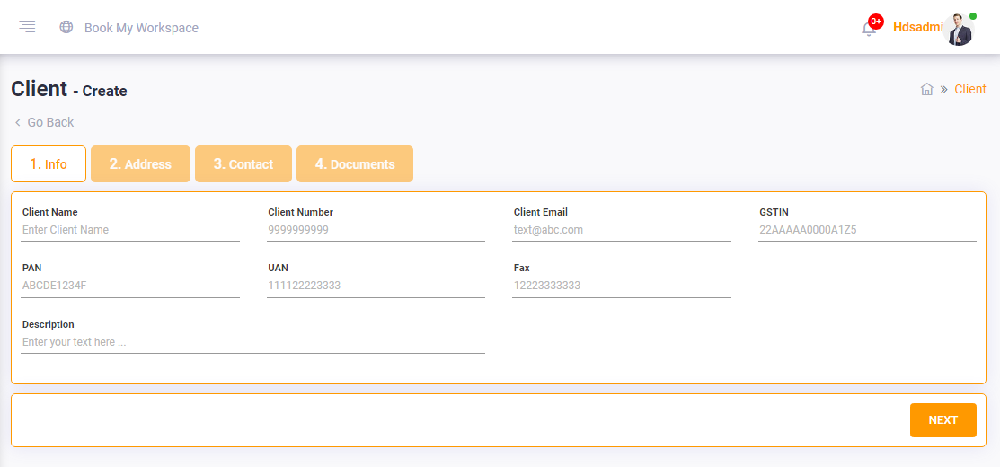 Book My Workspace
0+
Hdsadmi
Client - Create
Client
Go Back
1. Info
2. Address
3. Contact
4. Documents
Client Name
Client Number
Client Email
GSTIN
Enter Client Name
9999999999
text@abc.com
22AAAAA0000A1Z5
PAN
UAN
Fax
ABCDE1234F
111122223333
12223333333
Description
Enter your text here ...
NEXT